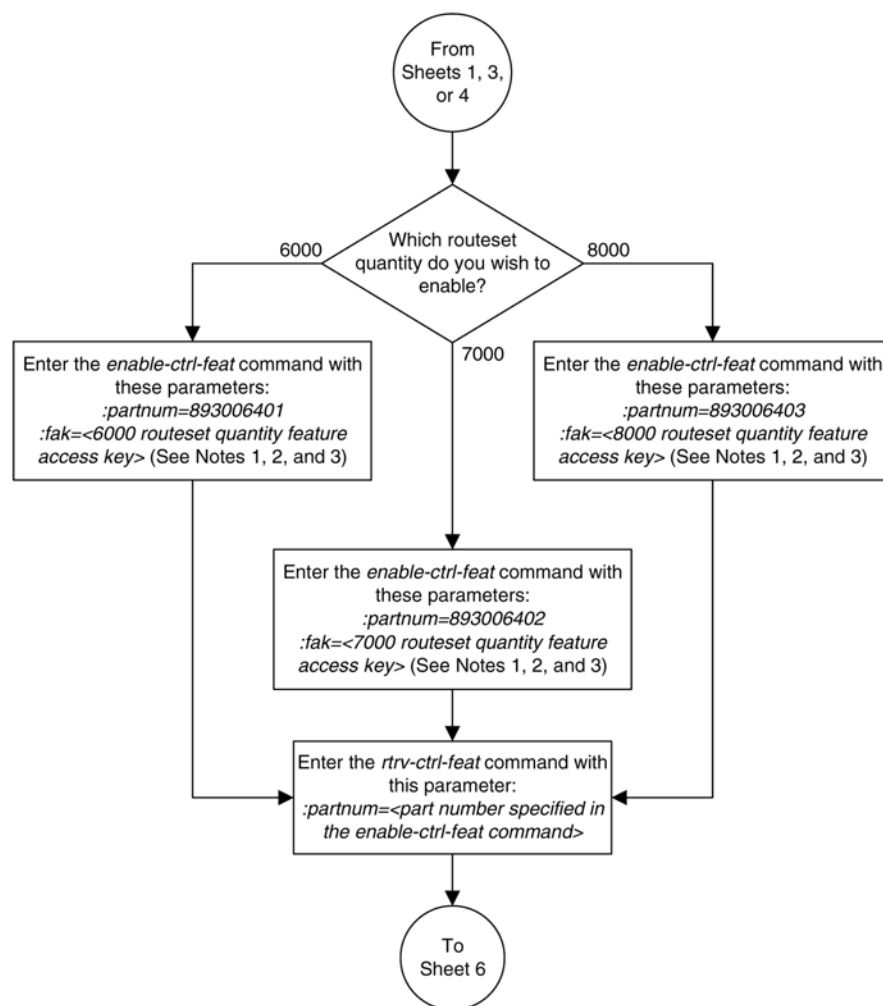 From
Sheets 1, 3,
or 4
Which routeset
quantity do you wish to
enable?
6000
8000
7000
Enter the enable-ctrl-feat command with
these parameters:
:partnum=893006401
:fak=<6000 routeset quantity feature
access key> (See Notes 1, 2, and 3)
Enter the enable-ctrl-feat command with
these parameters:
:partnum=893006403
:fak=<8000 routeset quantity feature
access key> (See Notes 1, 2, and 3)
Enter the enable-ctrl-feat command with
these parameters:
:partnum=893006402
:fak=<7000 routeset quantity feature
access key> (See Notes 1, 2, and 3)
Enter the rtrv-ctrl-feat command with
this parameter:
:partnum=<part number specified in
the enable-ctrl-feat command>
To
Sheet 6